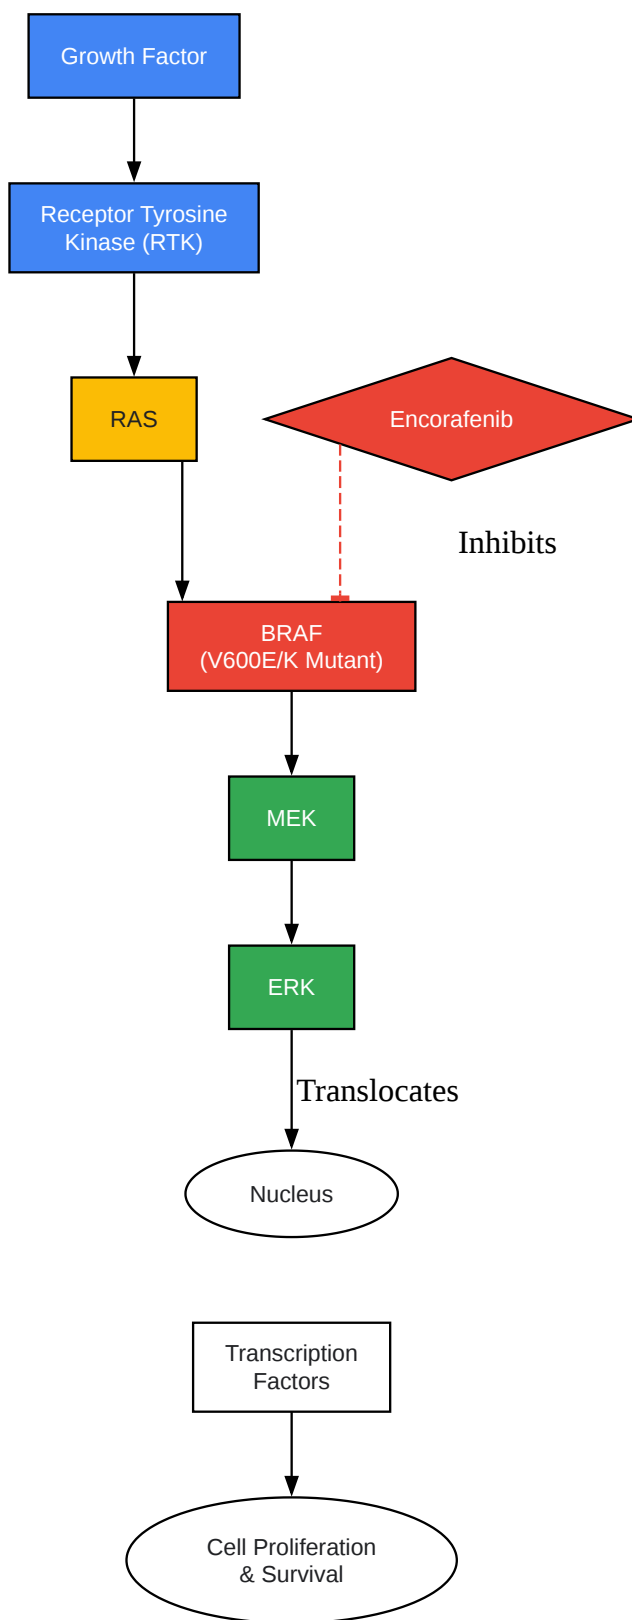 Growth Factor
Receptor Tyrosine
Kinase (RTK)
RAS
Encorafenib
Inhibits
BRAF
(V600E/K Mutant)
MEK
ERK
Translocates
Nucleus
Transcription
Factors
Cell Proliferation
& Survival